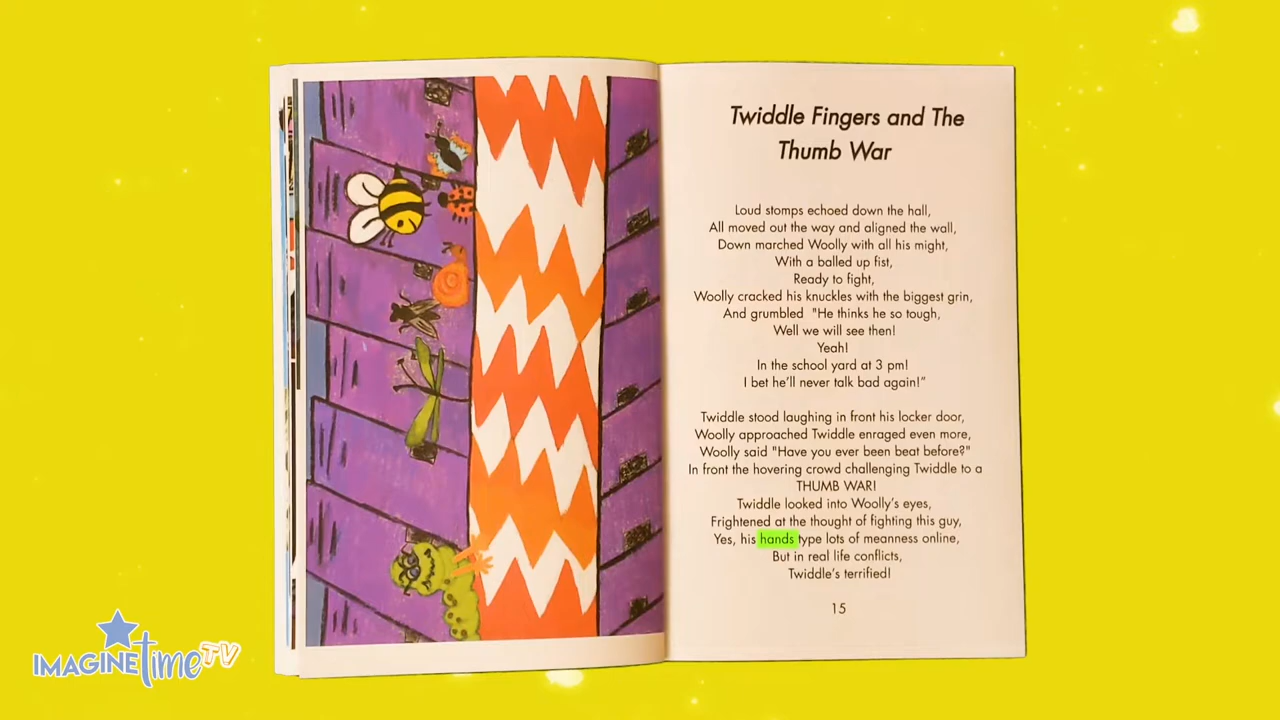 Twiddle Fingers and The
Thumb War
Loud stomps echoed down the hall,
All moved out the way and aligned the wall,
Down marched Woolly with all his might,
With a balled up fist,
Ready to fight,
Woolly cracked his knuckles with the biggest grin,
And grumbled "He thinks he so tough,
Well we will see then!
Yeah!
In the school yard at 3 pm!
I bet he'll never talk bad again!"
Twiddle stood laughing in front his locker door,
Woolly approached Twiddle enraged even more,
Woolly said "Have you ever been beat before?"
In front the hovering crowd challenging Twiddle to a
THUMB WAR!
Twiddle looked into Woolly's eyes,
Frightened at the thought of fighting this guy,
Yes, his hands type lots of meanness online,
But in real life conflicts,
Twiddle's terrified!
15
IMAGINE time TV